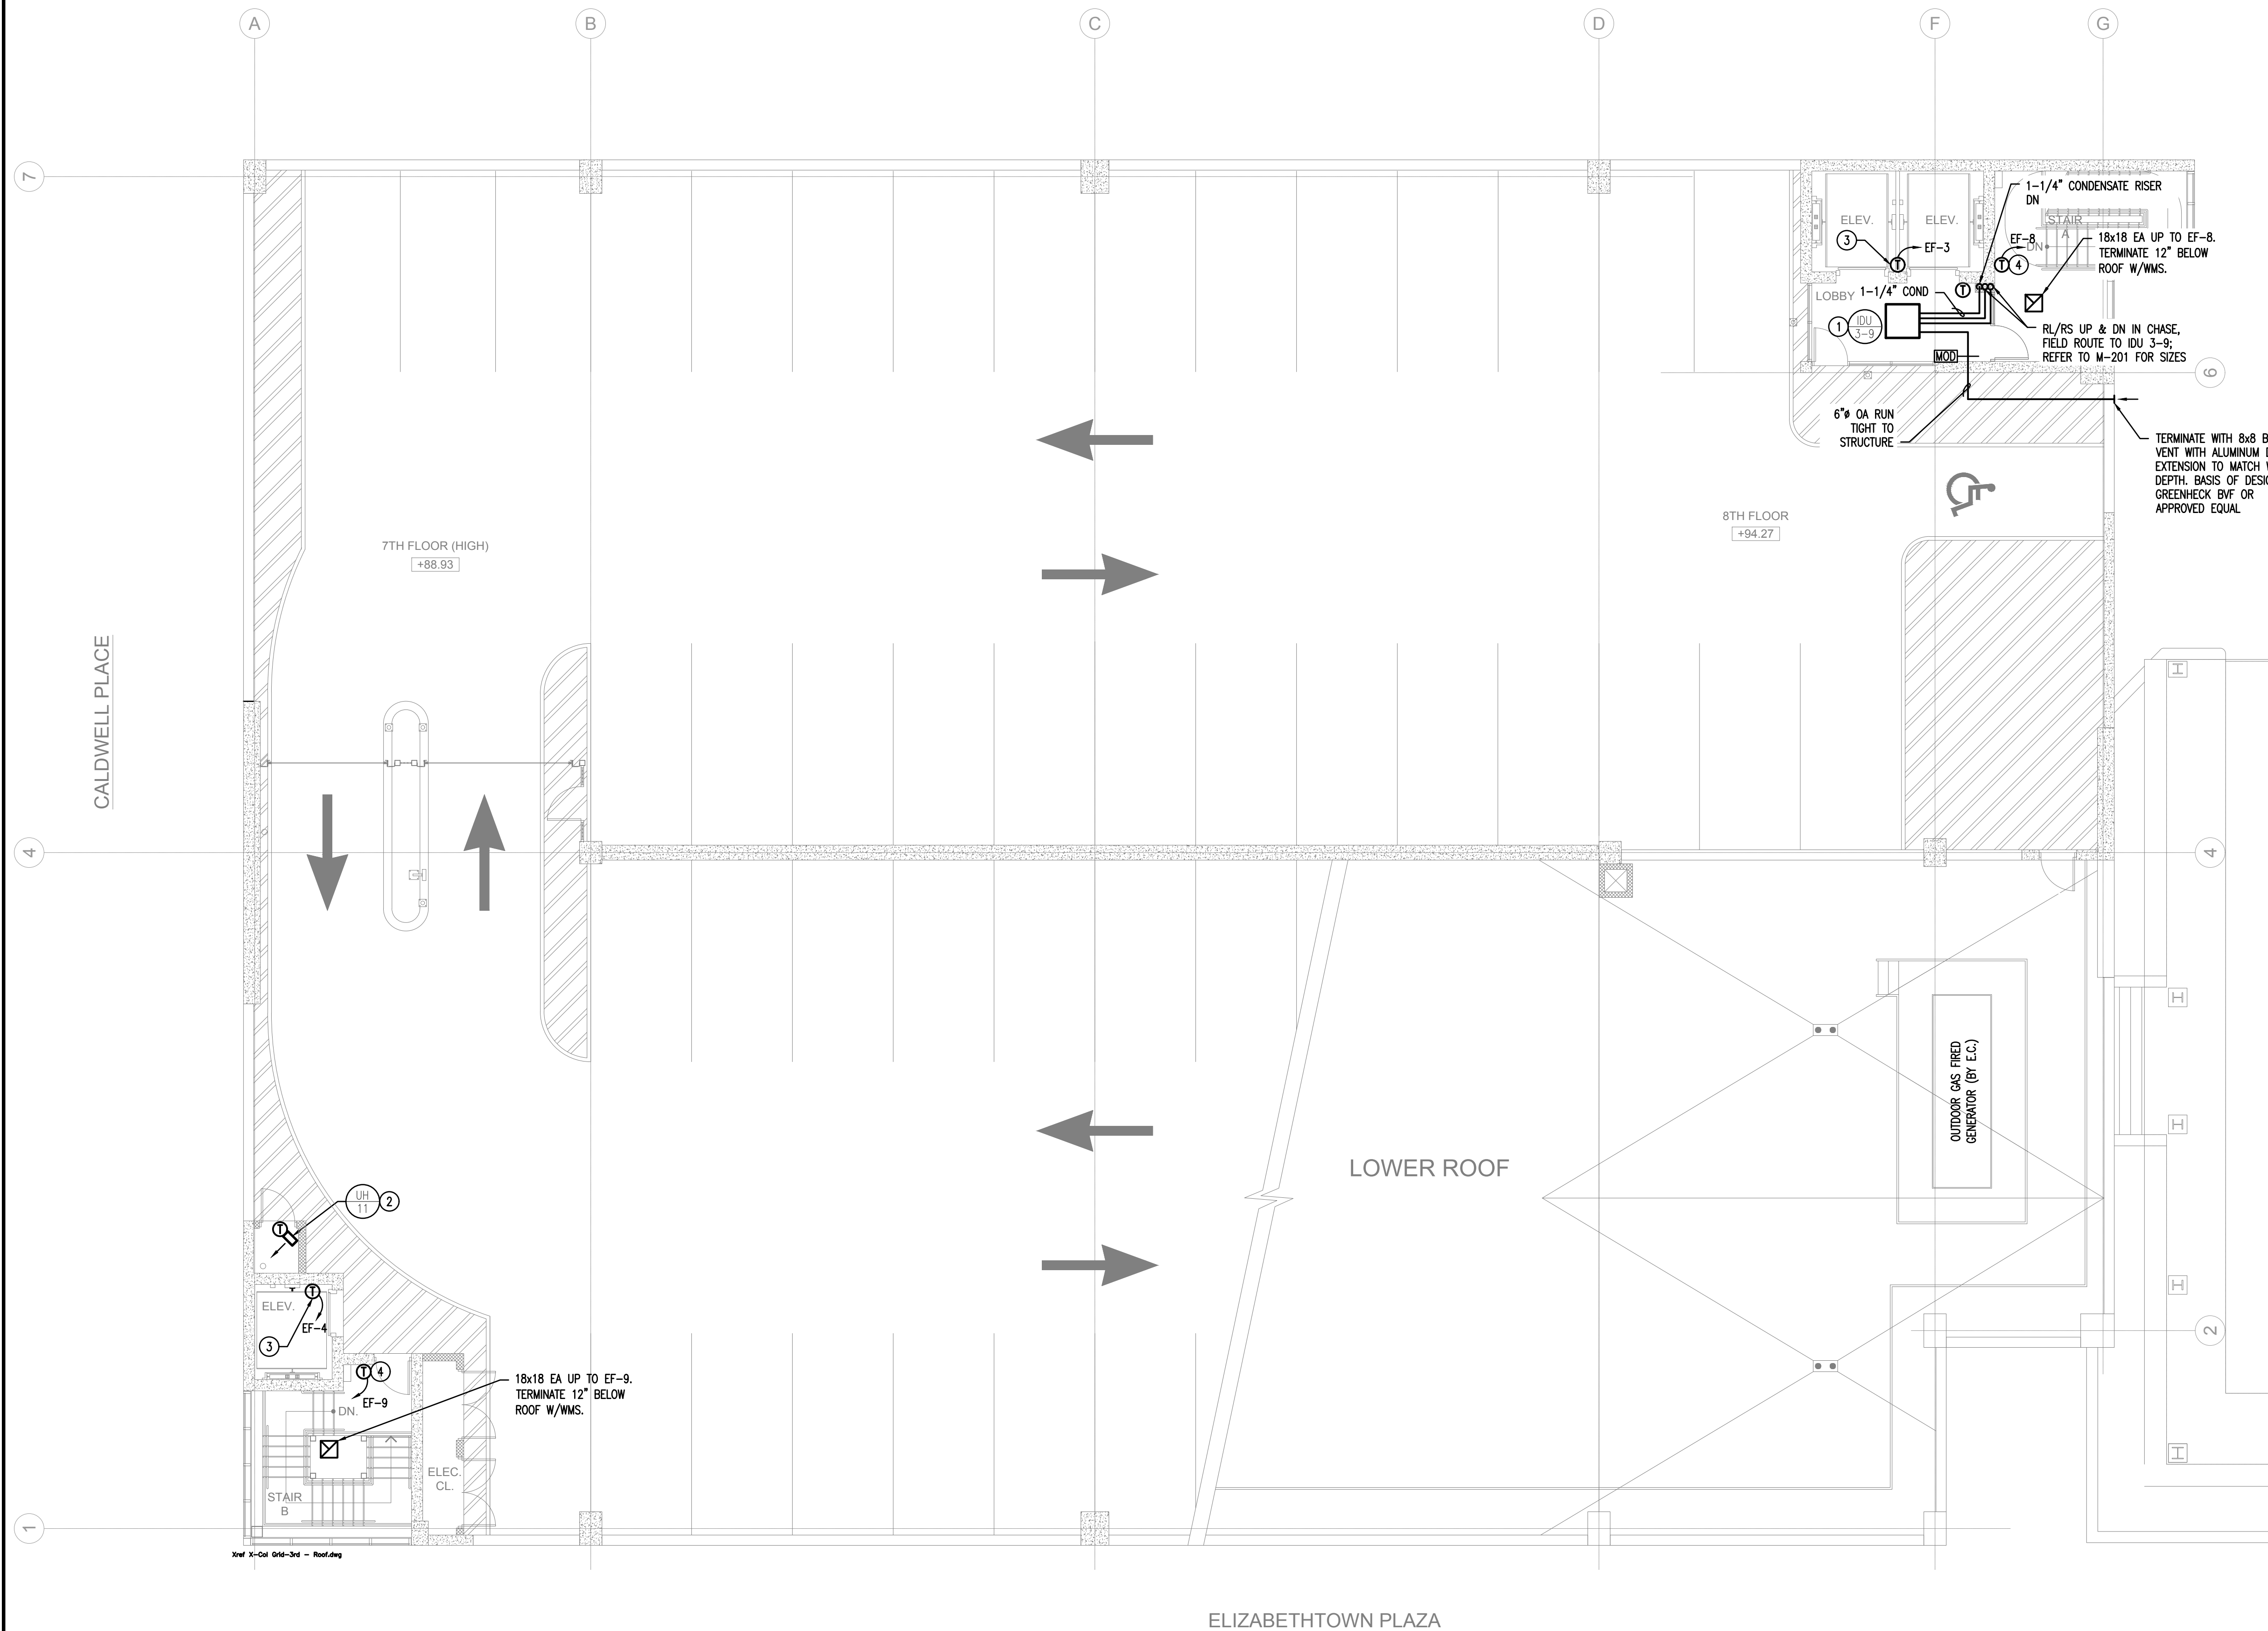 A
B
C
D
F
G
7
1-1/4" CONDENSATE RISER
DN
ELEV.
ELEV.
STAIR
A
3
EF-3
EF-8
DN
4
T
T
18x18 EA UP TO EF-8.
TERMINATE 12" BELOW
ROOF W/WMS.
LOBBY
1-1/4" COND
T
1
IDU
3-9
RL/RS UP & DN IN CHASE,
FIELD ROUTE TO IDU 3-9;
REFER TO M-201 FOR SIZES
MOD
6
6"ø OA RUN
TIGHT TO
STRUCTURE
TERMINATE WITH 8x8
VENT WITH ALUMINUM
EXTENSION TO MATCH
DEPTH. BASIS OF
GREENHECK BVF OR
APPROVED EQUAL
7TH FLOOR (HIGH)
+88.93
8TH FLOOR
+94.27
CALDWELL PLACE
4
4
OUTDOOR GAS FIRED
GENERATOR (BY E.C.)
LOWER ROOF
UH
11
2
T
ELEV.
T
EF-4
3
T
4
EF-9
DN.
18x18 EA UP TO EF-9.
TERMINATE 12" BELOW
ROOF W/WMS.
ELEC.
CL.
STAIR
B
2
1
Xref X-Col Grid-3rd - Roof.dwg
ELIZABETHTOWN PLAZA